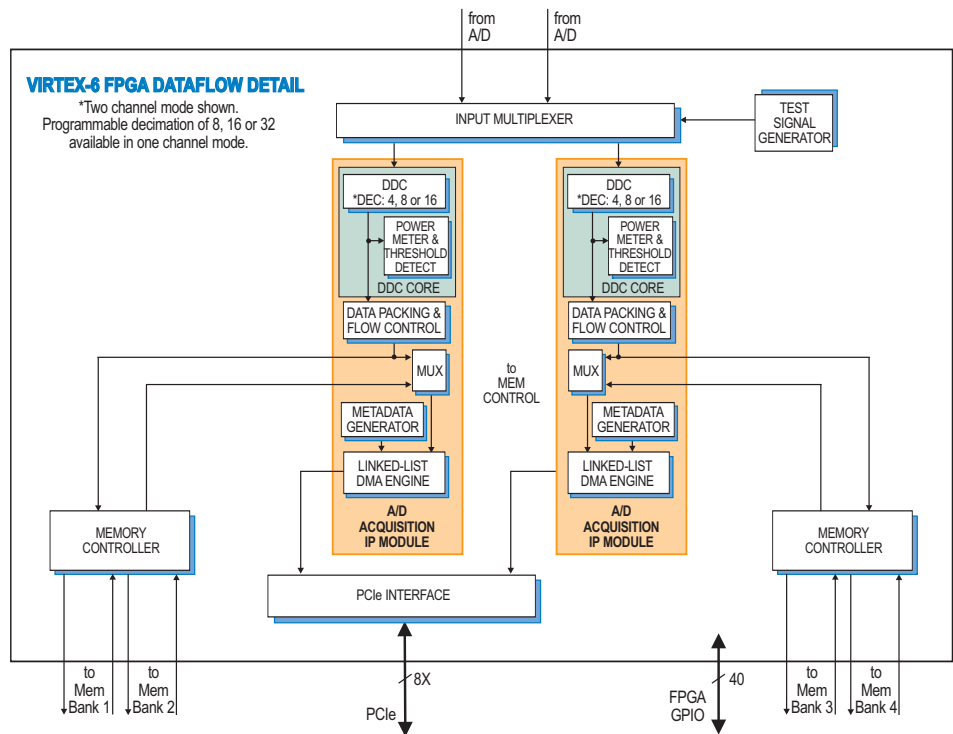 from
A/D
from
A/D
VIRTEX-6 FPGA DATAFLOW DETAIL
*Two channel mode shown.
Programmable decimation of 8, 16 or 32
available in one channel mode.
INPUT MULTIPLEXER
TEST
SIGNAL
GENERATOR
DDC
*DEC: 4, 8 or 16
POWER
METER &
THRESHOLD
DETECT
DDC CORE
DATA PACKING &
FLOW CONTROL
MUX
METADATA
GENERATOR
LINKED-LIST
DMA ENGINE
A/D
ACQUISITION
IP MODULE
to
MEM
CONTROL
DDC
*DEC: 4, 8 or 16
POWER
METER &
THRESHOLD
DETECT
DDC CORE
DATA PACKING &
FLOW CONTROL
MUX
METADATA
GENERATOR
LINKED-LIST
DMA ENGINE
A/D
ACQUISITION
IP MODULE
MEMORY
CONTROLLER
MEMORY
CONTROLLER
PCIe INTERFACE
to
Mem
Bank 1
to
Mem
Bank 2
8X
PCIe
40
FPGA
GPIO
to
Mem
Bank 3
to
Mem
Bank 4